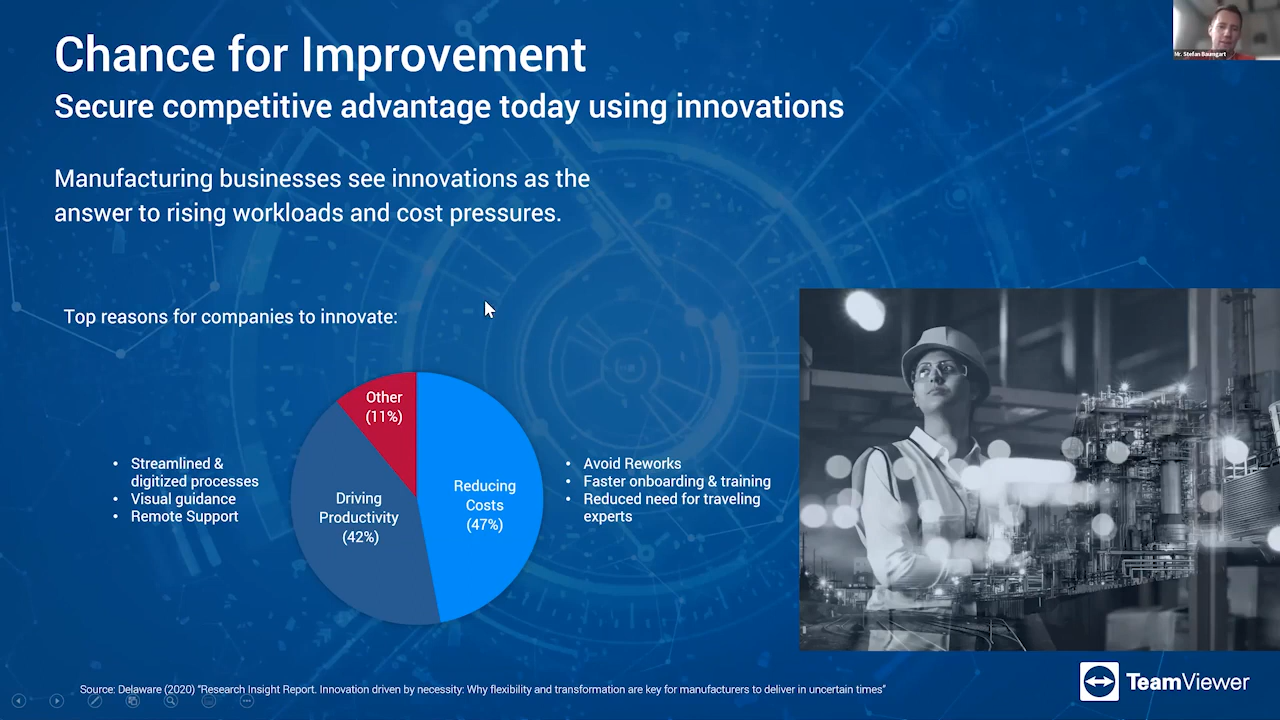 Chance for Improvement
Secure competitive advantage today using innovations
Mr. Stefan Baumgart
Manufacturing businesses see innovations as the
answer to rising workloads and cost pressures.
Top reasons for companies to innovate:
Other
(11%)
• Streamlined &
digitized processes
• Visual guidance
• Remote Support
Driving
Productivity
(42%)
Reducing
Costs
(47%)
• Avoid Reworks
• Faster onboarding & training
• Reduced need for traveling
experts
Source: Delaware (2020) "Research Insight Report. Innovation driven by necessity: Why flexibility and transformation are key for manufacturers to deliver in uncertain times"
TeamViewer